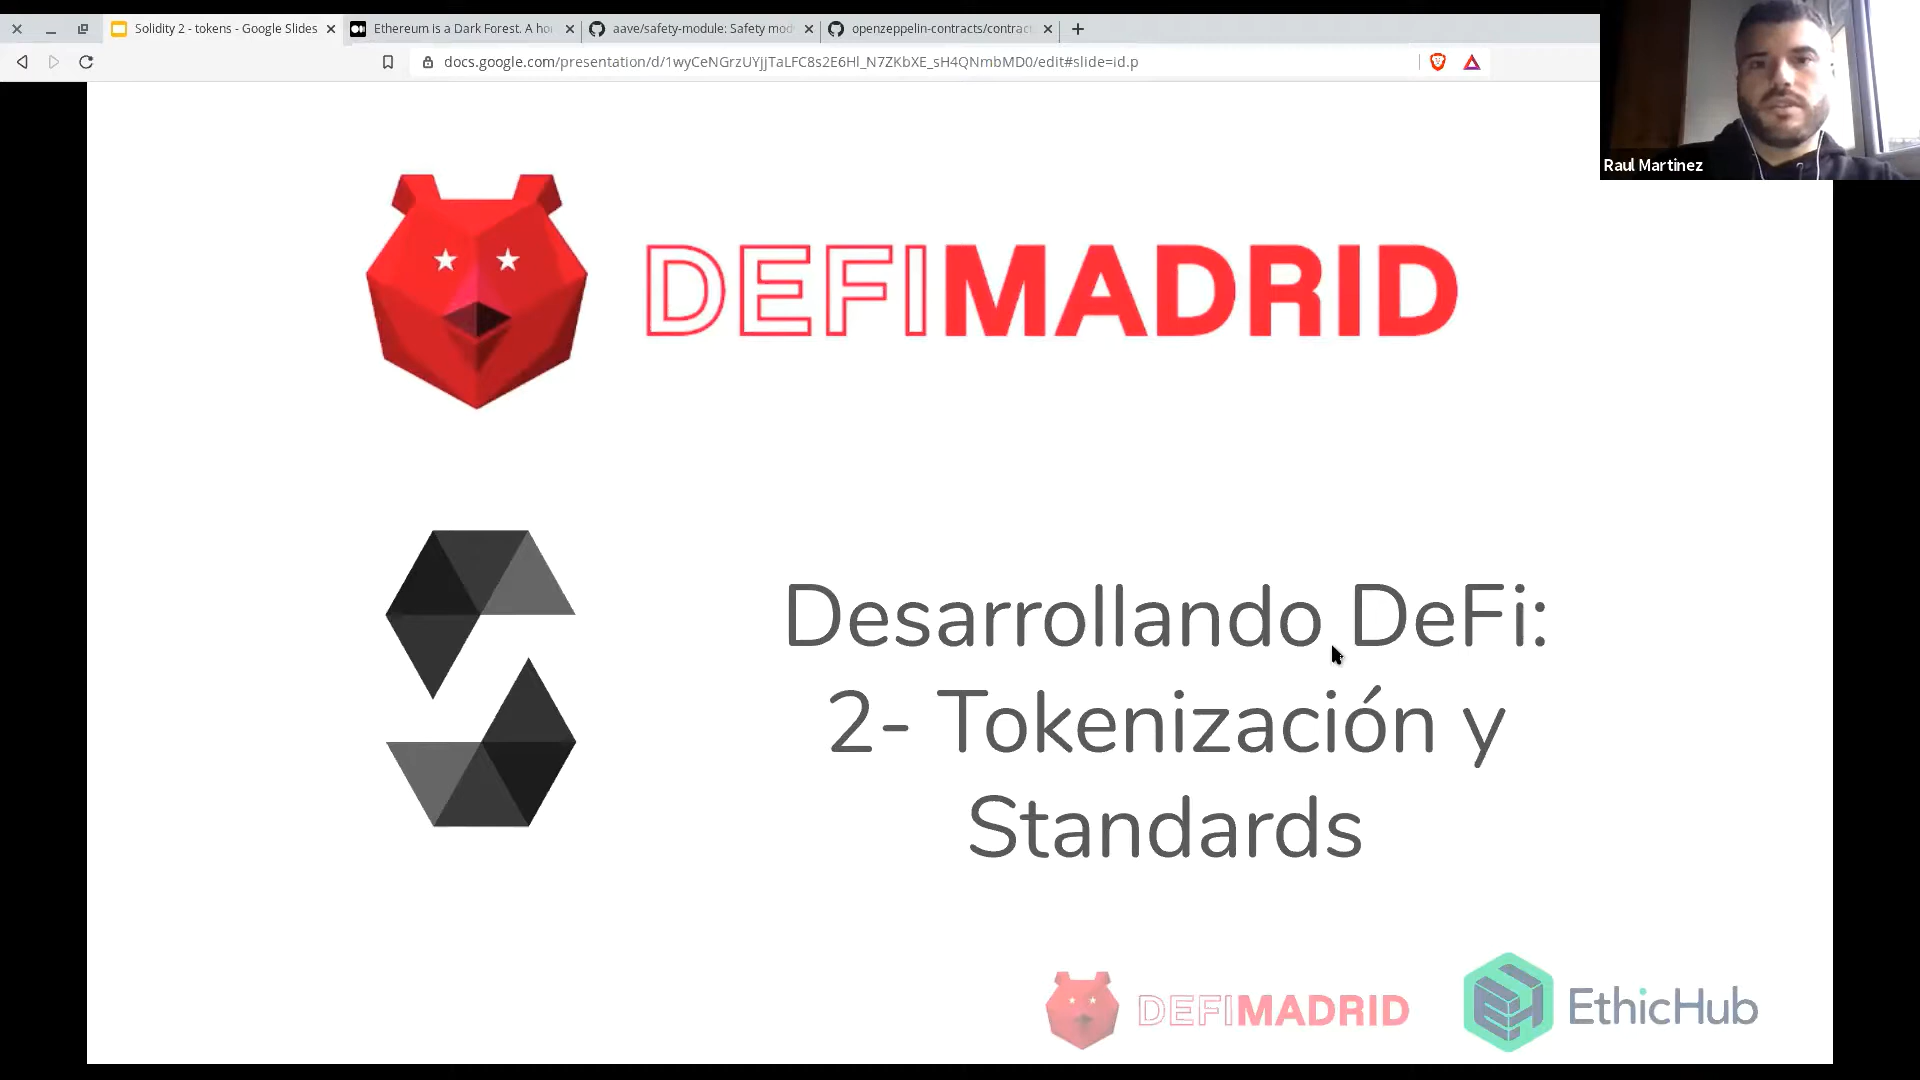 Solidity 2 - tokens - Google Slides
Ethereum is a Dark Forest. A ho
aave/safety-module: Safety mod
openzeppelin-contracts/contrac
docs.google.com/presentation/d/1wyCeNGrzUYjjTaLFC8s2E6Hl_N7ZKbXE_sH4QNmbMD0/edit#slide=id.p
Raul Martinez
DEFIMADRID
Desarrollando DeFi:
2- Tokenización y
Standards
DEFIMADRID
EthicHub